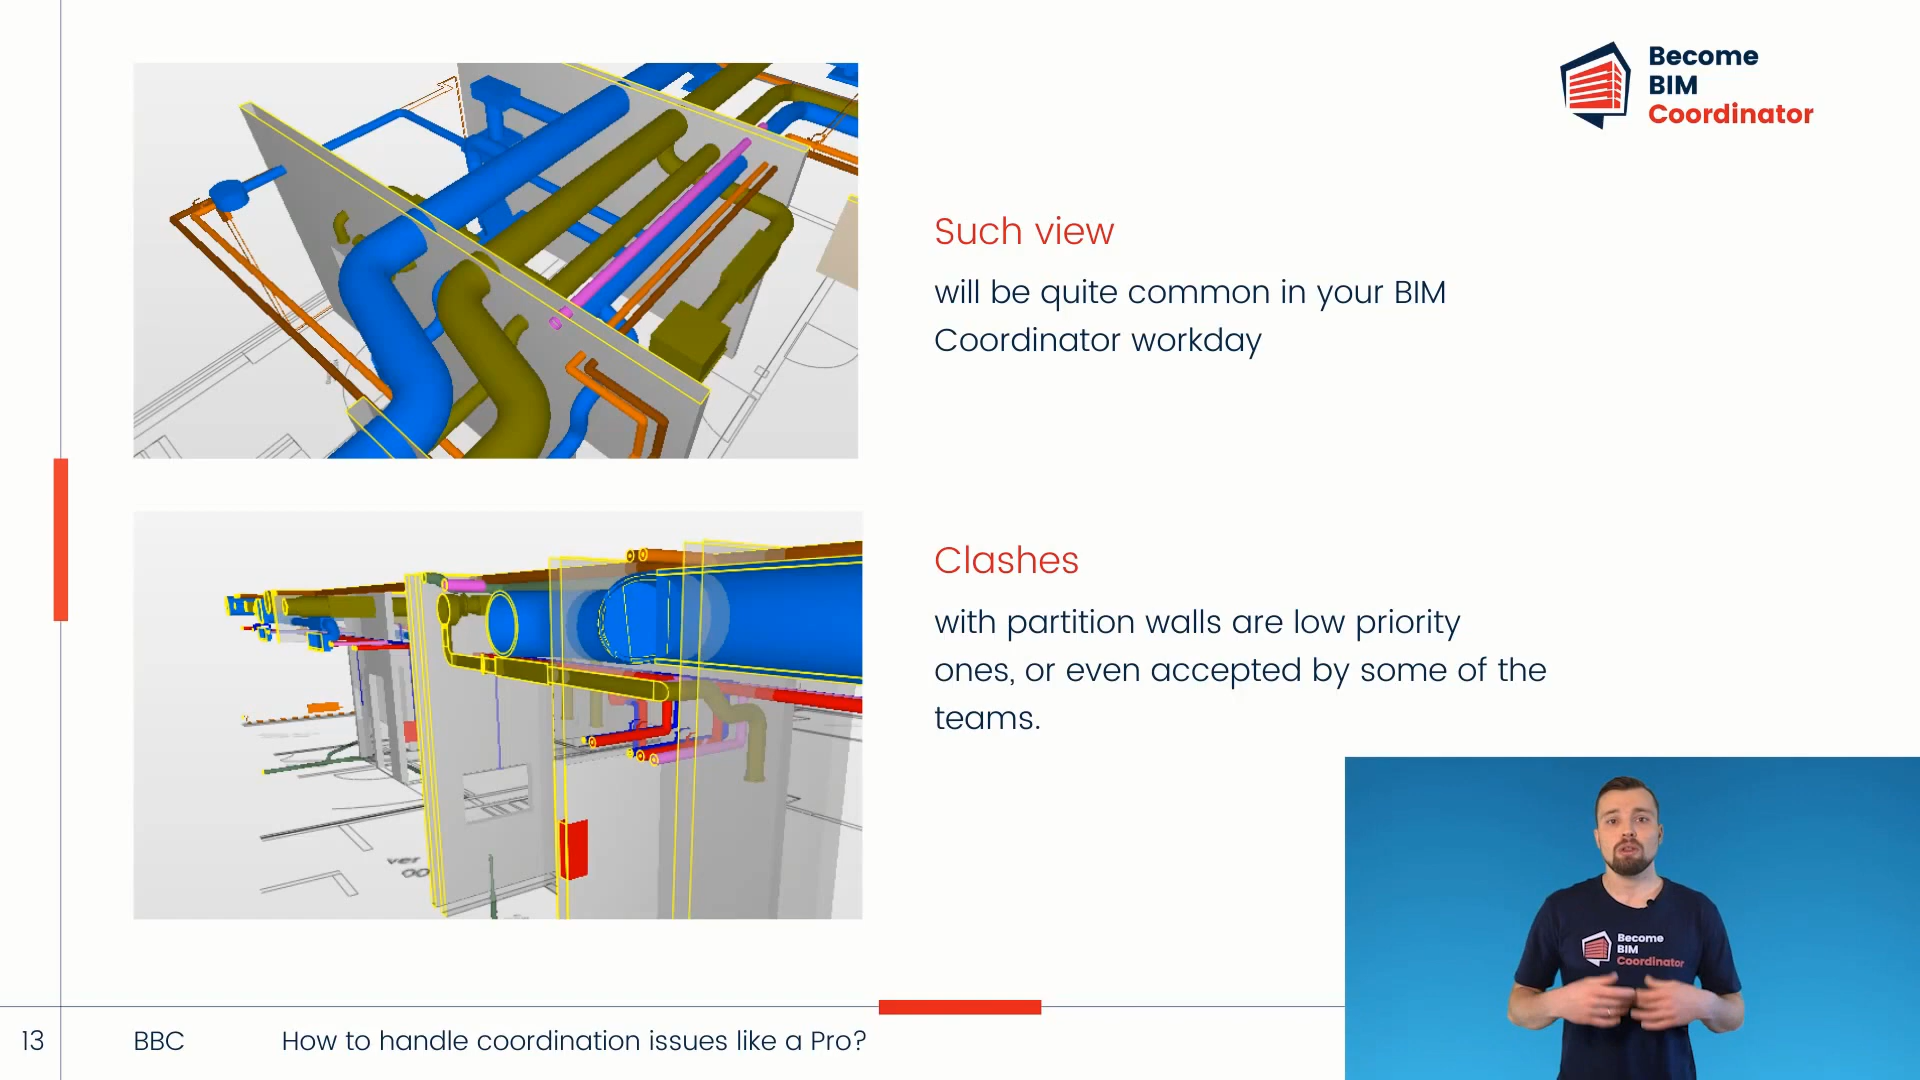 Become
BIM
Coordinator
Such view
will be quite common in your BIM
Coordinator workday
Clashes
with partition walls are low priority
ones, or even accepted by some of the
teams.
Become
BIM
Coordinator
13
BBC
How to handle coordination issues like a Pro?